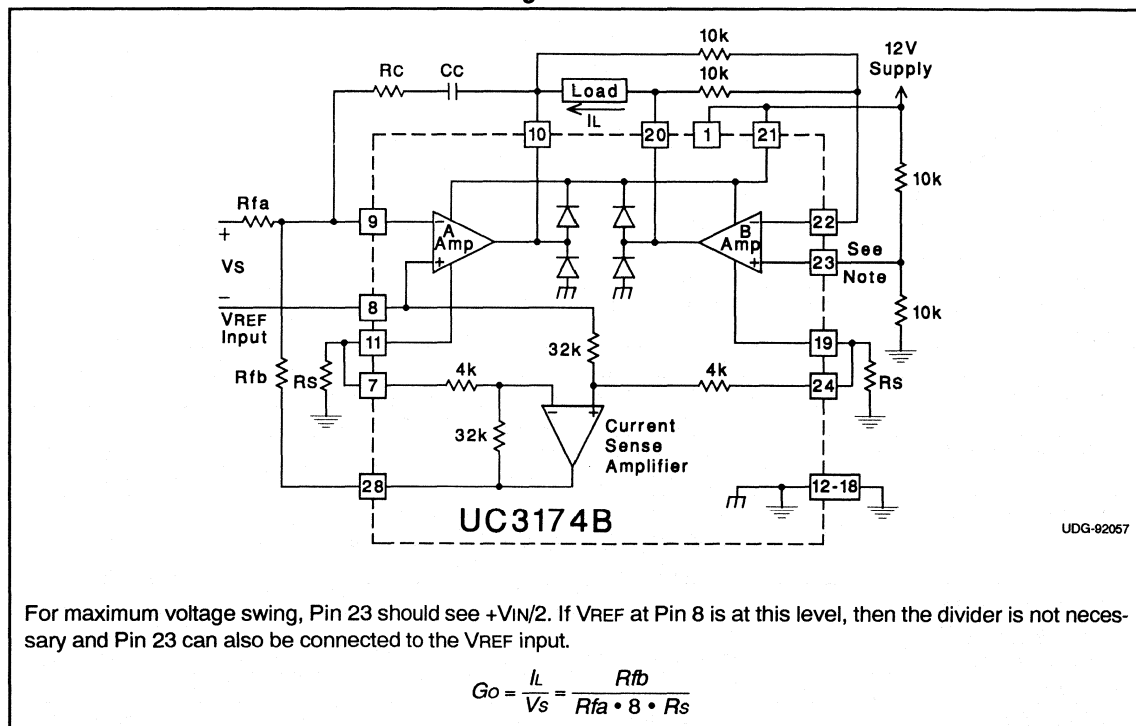 10k
12V
Supply
10k
Rc
Cc
Load
IL
10
20
1
21
10k
Rfa
9
A
Amp
B
Amp
22
+
Vs
−
−
+
−
+
23
See
Note
8
VREF
Input
11
32k
19
10k
Rfb
Rs
7
4k
4k
24
Rs
−
+
32k
Current
Sense
Amplifier
28
12-18
UC3174B
UDG-92057
For maximum voltage swing, Pin 23 should see +VIN/2. If VREF at Pin 8 is at this level, then the divider is not neces-
sary and Pin 23 can also be connected to the VREF input.
Go = IL / Vs = Rfb / Rfa • 8 • Rs